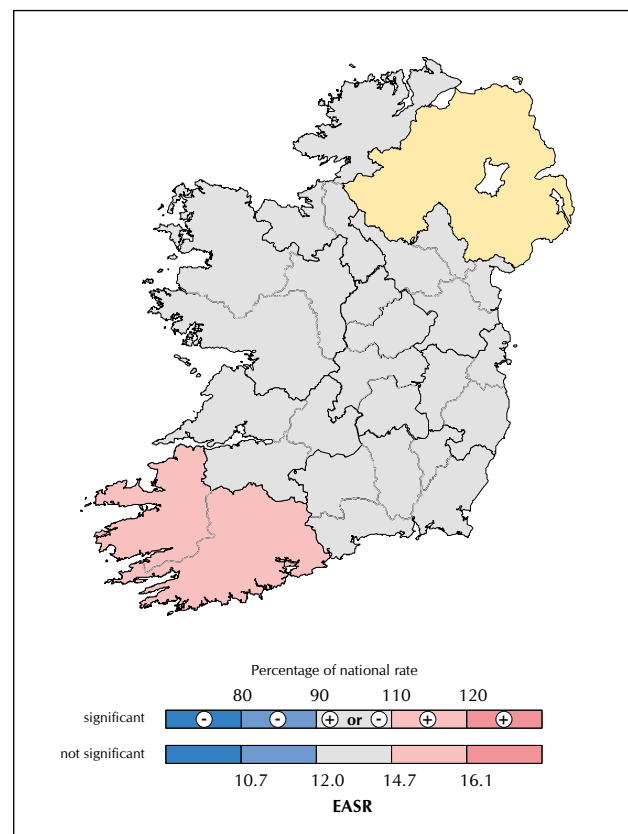 Percentage of national rate
80 90 110 120
significant - - + or - + +
not significant
10.7 12.0 14.7 16.1
EASR